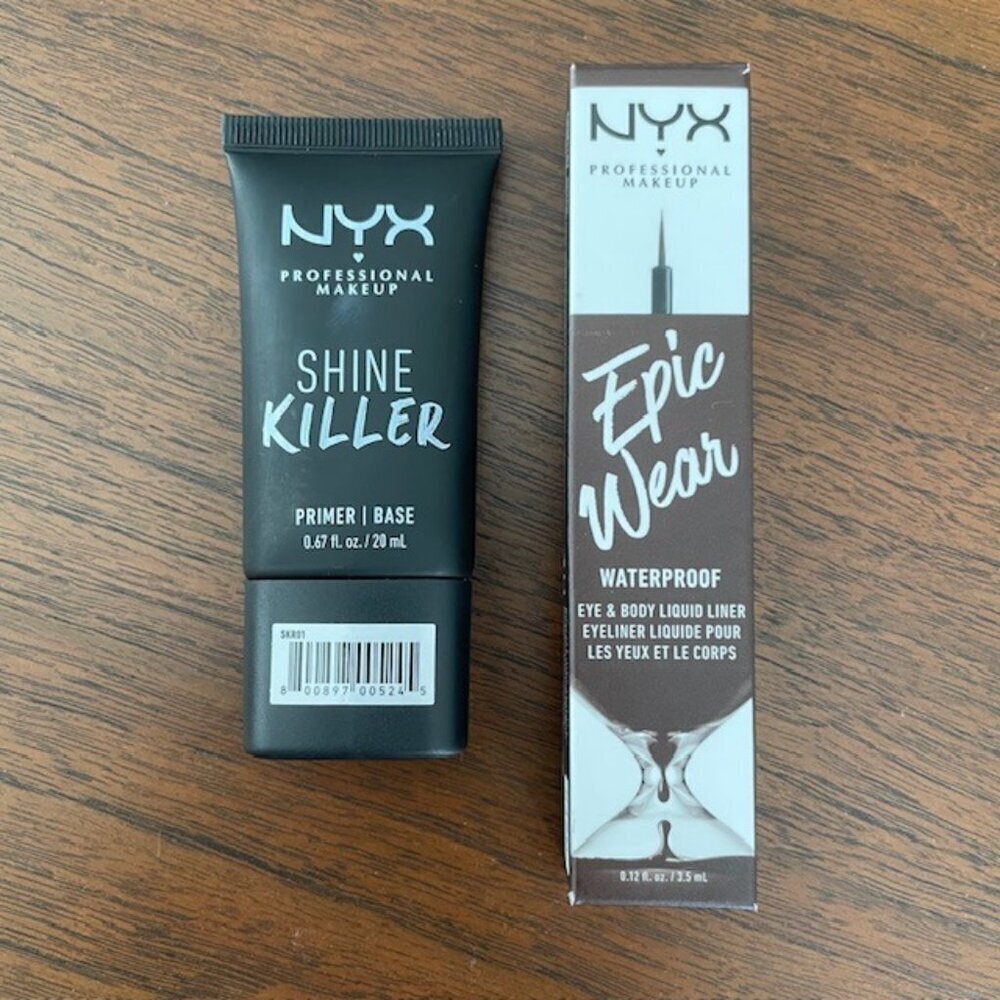 NYX
PROFESSIONAL
MAKEUP
SHINE
KILLER
PRIMER | BASE
0.67 fl. oz. / 20 mL
SKR01
8 00897 00524 5
NYX
PROFESSIONAL
MAKEUP
Epic
Wear
WATERPROOF
EYE & BODY LIQUID LINER
EYELINER LIQUIDE POUR
LES YEUX ET LE CORPS
0.12 fl. oz. / 3.5 mL